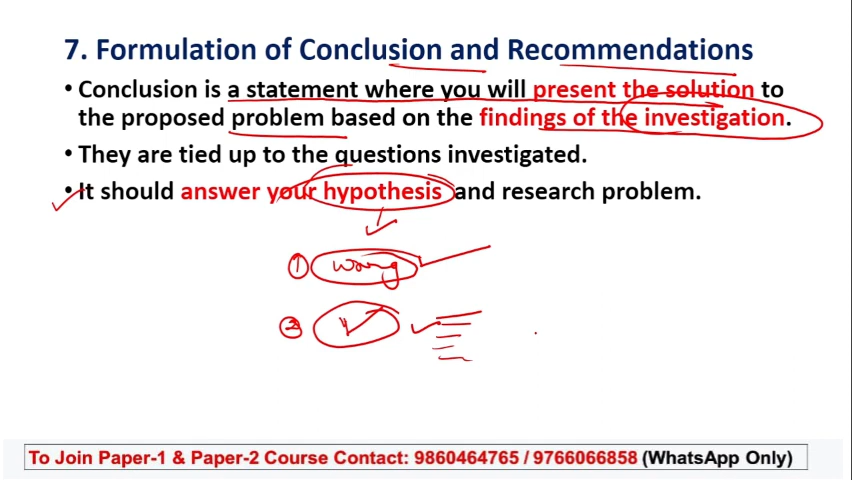 7. Formulation of Conclusion and Recommendations
• Conclusion is a statement where you will present the solution to
the proposed problem based on the findings of the investigation.
• They are tied up to the questions investigated.
• It should answer your hypothesis and research problem.
① wrong
②
To Join Paper-1 & Paper-2 Course Contact: 9860464765 / 9766066858 (WhatsApp Only)